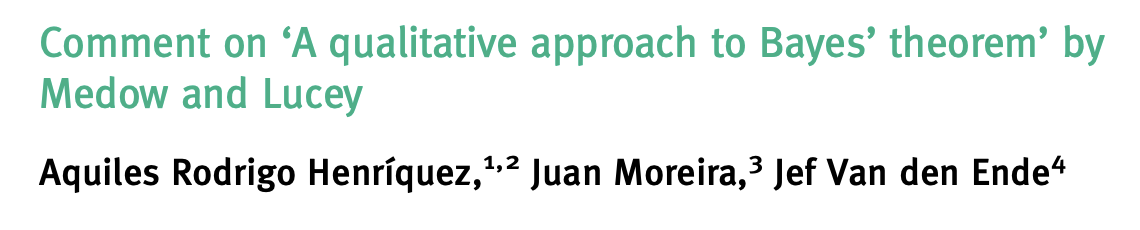 Comment on ‘A qualitative approach to Bayes’ theorem’ by
Medow and Lucey
Aquiles Rodrigo Henríquez,1,2 Juan Moreira,3 Jef Van den Ende4